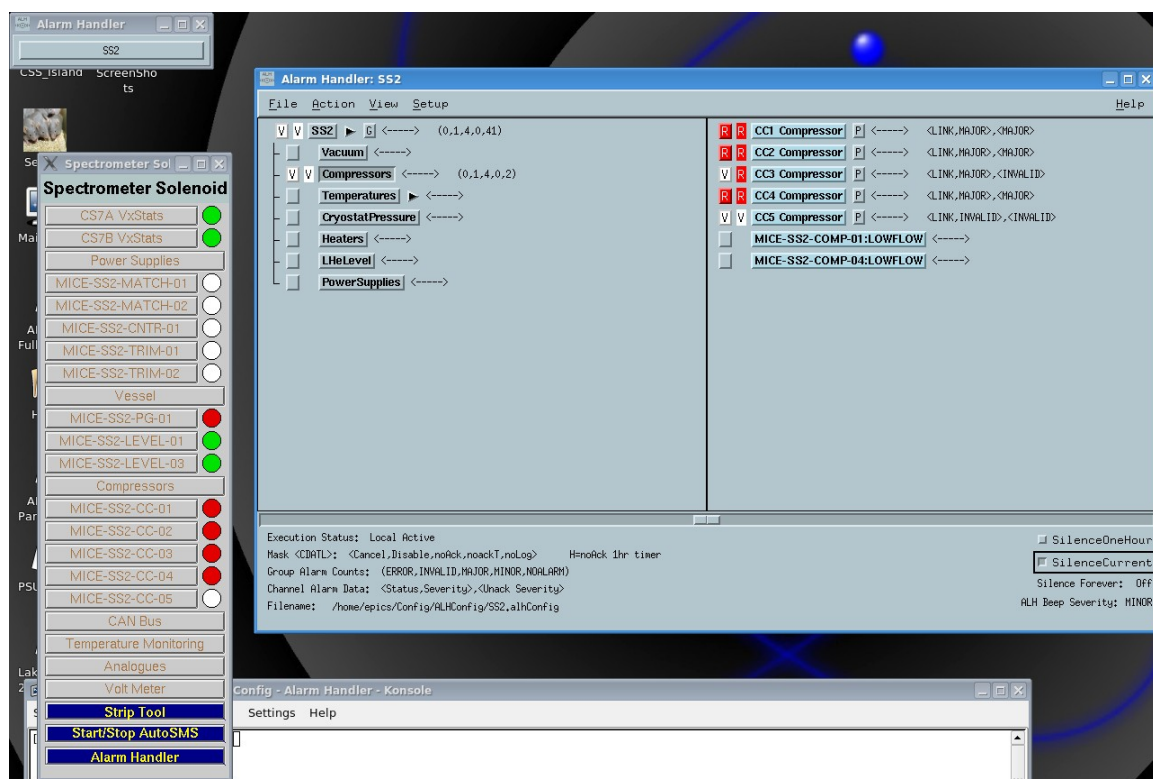 Alarm Handler
SS2
CSS_Island ScreenSho
ts
Spectrometer Sol
Spectrometer Solenoid
CS7A VxStats
CS7B VxStats
Power Supplies
MICE-SS2-MATCH-01
MICE-SS2-MATCH-02
MICE-SS2-CNTR-01
MICE-SS2-TRIM-01
MICE-SS2-TRIM-02
Vessel
MICE-SS2-PG-01
MICE-SS2-LEVEL-01
MICE-SS2-LEVEL-03
Compressors
MICE-SS2-CC-01
MICE-SS2-CC-02
MICE-SS2-CC-03
MICE-SS2-CC-04
MICE-SS2-CC-05
CAN Bus
Temperature Monitoring
Analogues
Volt Meter
Strip Tool
Start/Stop AutoSMS
Alarm Handler
Alarm Handler: SS2
File Action View Setup Help
V V SS2 G <-----> (0,1,4,0,41)
Vacuum <----->
V V Compressors <-----> (0,1,4,0,2)
Temperatures <----->
CryostatPressure <----->
Heaters <----->
LHeLevel <----->
PowerSupplies <----->
R R CC1 Compressor P <-----> <LINK,MAJOR>,<MAJOR>
R R CC2 Compressor P <-----> <LINK,MAJOR>,<MAJOR>
V R CC3 Compressor P <-----> <LINK,MAJOR>,<INVALID>
R R CC4 Compressor P <-----> <LINK,MAJOR>,<MAJOR>
V V CC5 Compressor P <-----> <LINK,INVALID>,<INVALID>
MICE-SS2-COMP-01:LOWFLOW <----->
MICE-SS2-COMP-04:LOWFLOW <----->
Execution Status: Local Active
Mask <CDATL>: <Cancel,Disable,noAck,noackT,noLog> H=noAck 1hr timer
Group Alarm Counts: (ERROR,INVALID,MAJOR,MINOR,NOALARM)
Channel Alarm Data: <Status,Severity>,<Unack Severity>
Filename: /home/epics/Config/ALHConfig/SS2.alhConfig
SilenceOneHour
SilenceCurrent
Silence Forever: Off
ALH Beep Severity: MINOR
Config - Alarm Handler - Konsole
Settings Help